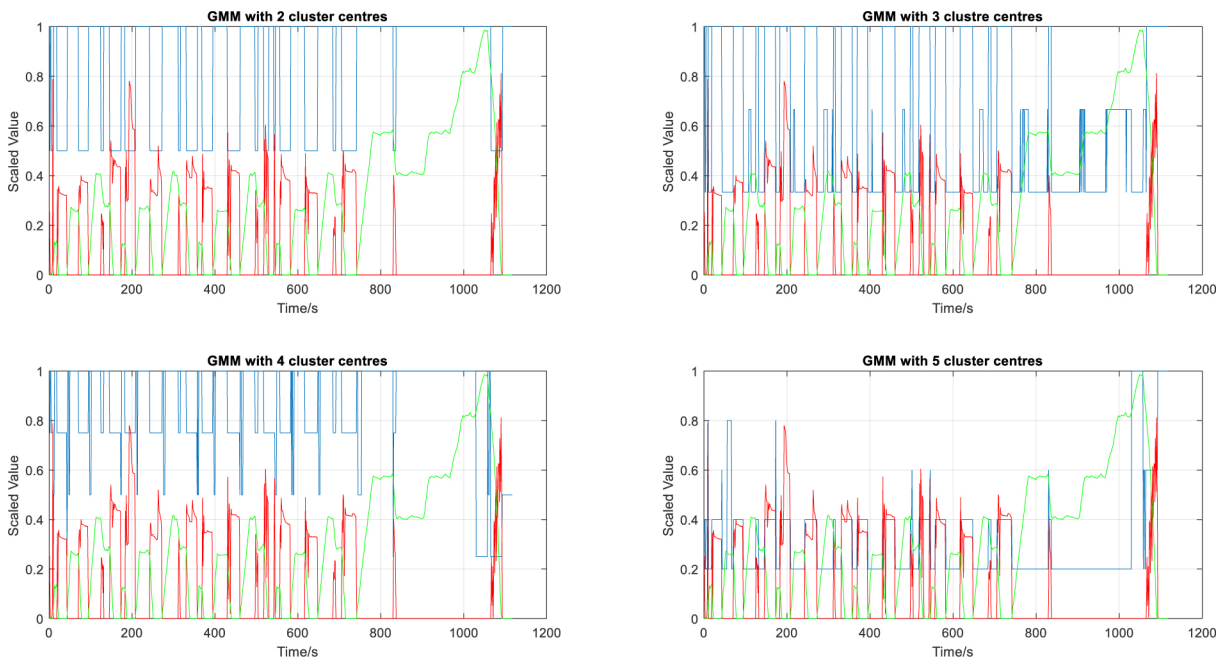 GMM with 2 cluster centres
1
0.8
0.6
0.4
0.2
0
Scaled Value
0 200 400 600 800 1000 1200
Time/s
GMM with 3 clustre centres
1
0.8
0.6
0.4
0.2
0
Scaled Value
0 200 400 600 800 1000 1200
Time/s
GMM with 4 cluster centres
1
0.8
0.6
0.4
0.2
0
Scaled Value
0 200 400 600 800 1000 1200
Time/s
GMM with 5 cluster centres
1
0.8
0.6
0.4
0.2
0
Scaled Value
0 200 400 600 800 1000 1200
Time/s